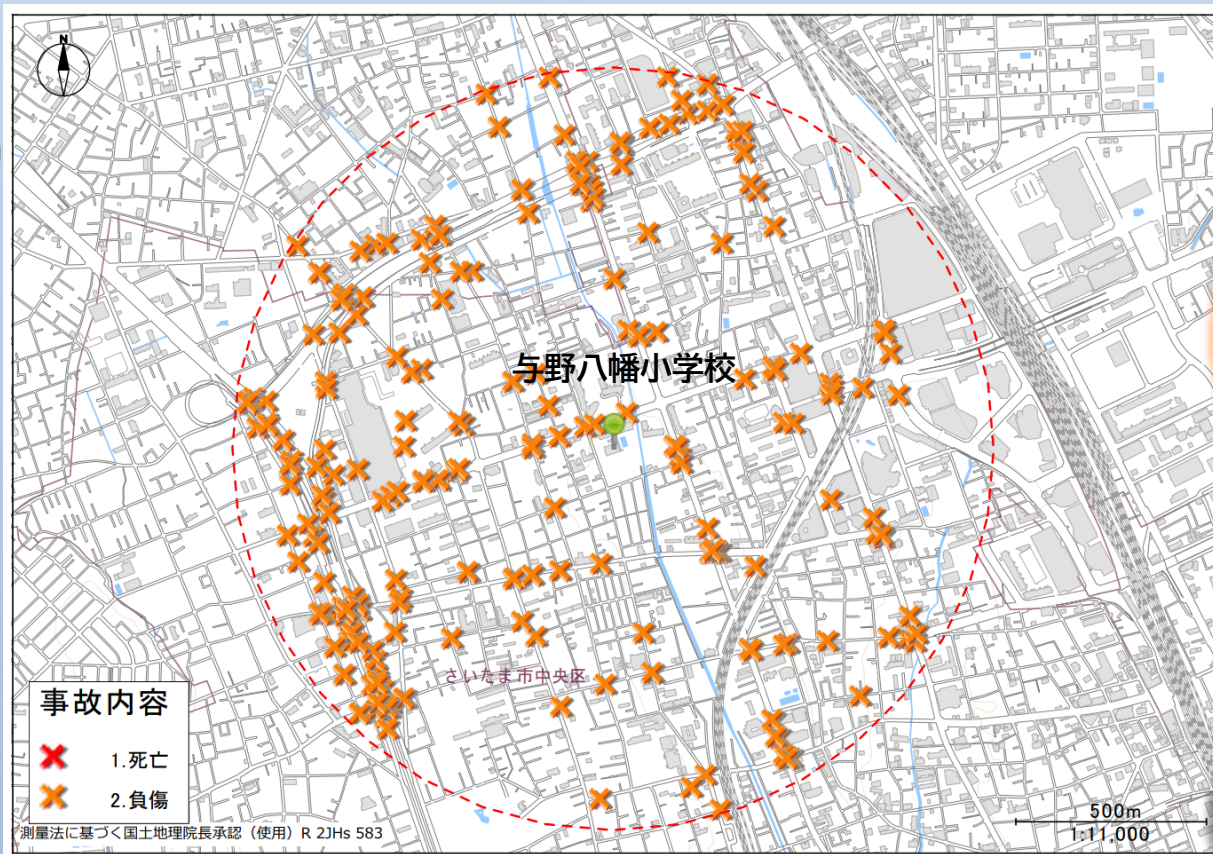 N
与野八幡小学校
さいたま市中央区
事故内容
1.死亡
2.負傷
測量法に基づく国土地理院長承認（使用）R 2JHs 583
500m
1:11,000